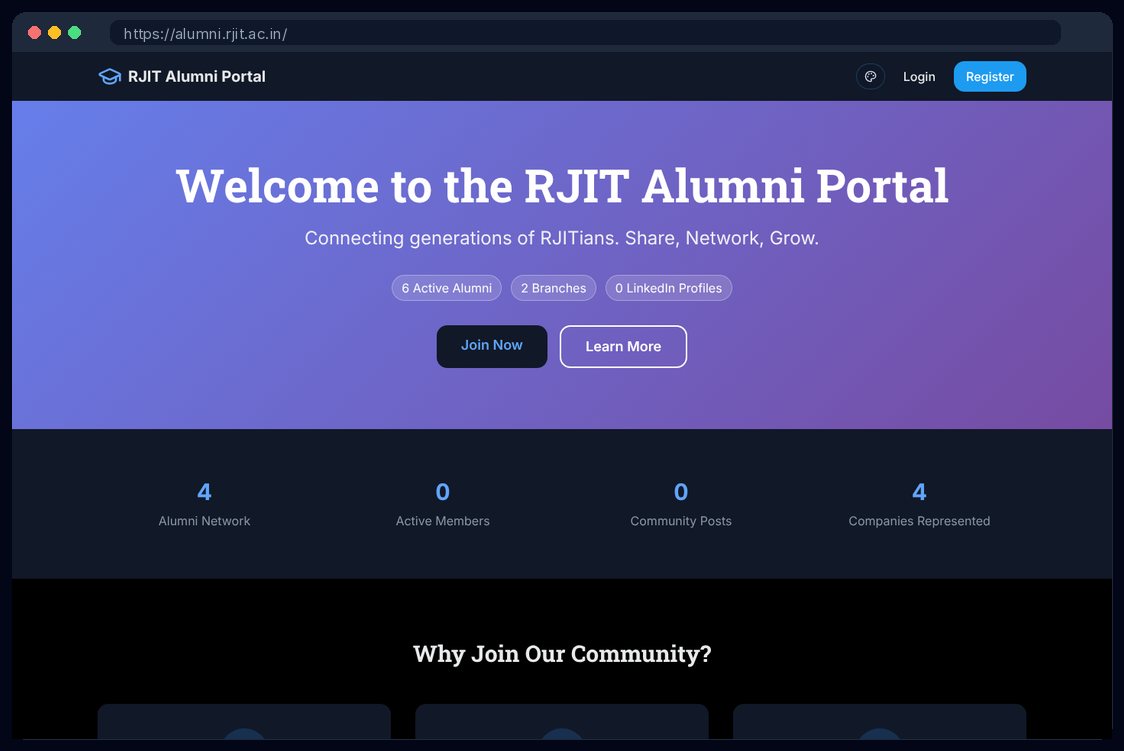 https://alumni.rjit.ac.in/
RJIT Alumni Portal
Login
Register
Welcome to the RJIT Alumni Portal
Connecting generations of RJITians. Share, Network, Grow.
6 Active Alumni
2 Branches
0 LinkedIn Profiles
Join Now
Learn More
4
Alumni Network
0
Active Members
0
Community Posts
4
Companies Represented
Why Join Our Community?